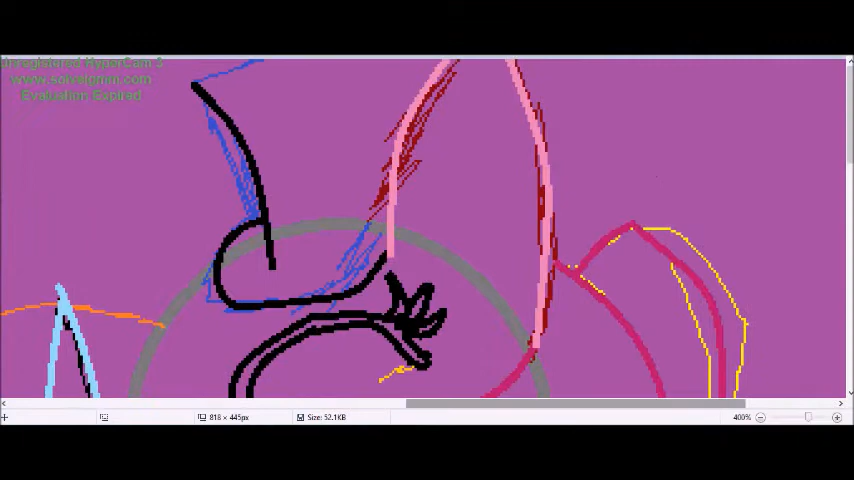 Unregistered HyperCam 3
www.solveigmm.com
Evaluation Expired
818 × 445px
Size: 52.1KB
400%